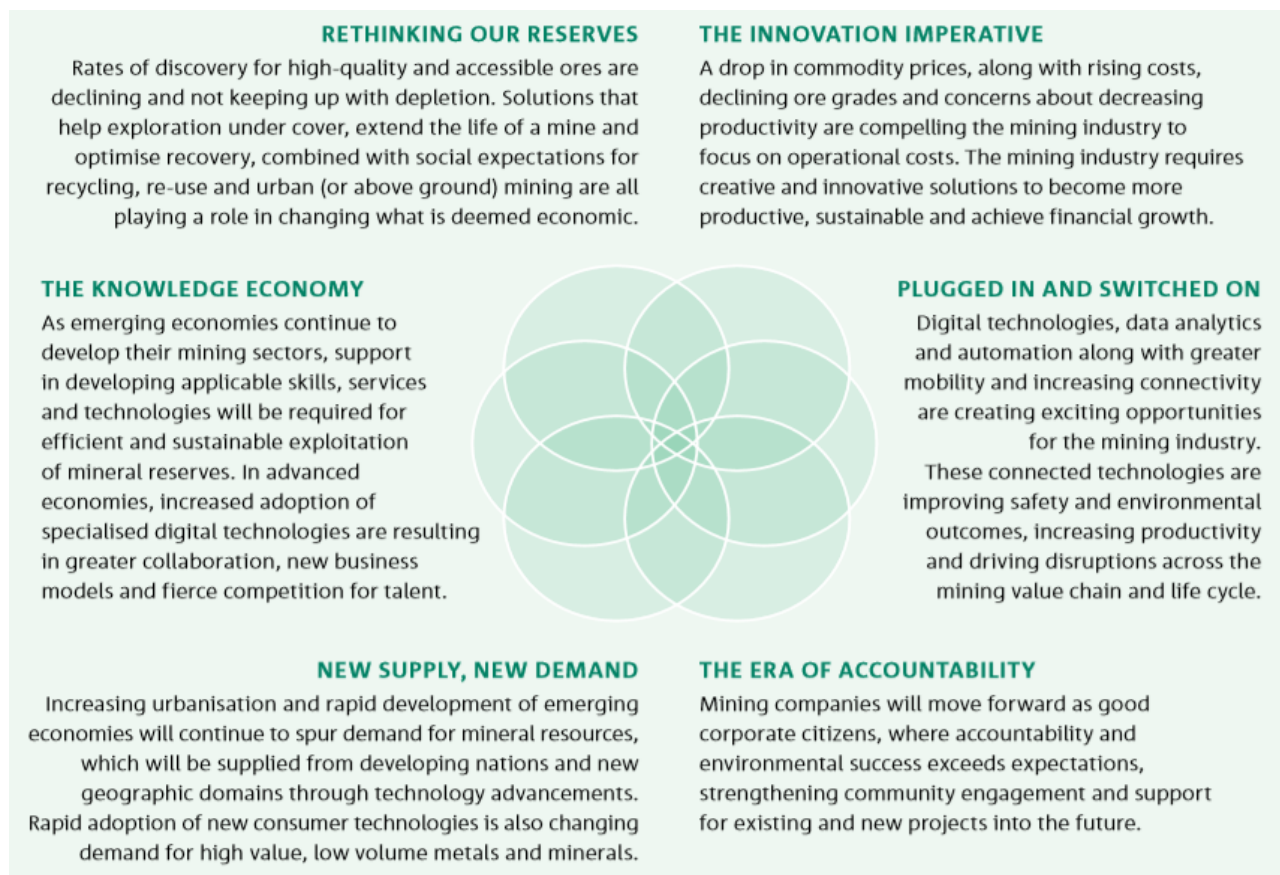 RETHINKING OUR RESERVES
Rates of discovery for high-quality and accessible ores are
declining and not keeping up with depletion. Solutions that
help exploration under cover, extend the life of a mine and
optimise recovery, combined with social expectations for
recycling, re-use and urban (or above ground) mining are all
playing a role in changing what is deemed economic.
THE INNOVATION IMPERATIVE
A drop in commodity prices, along with rising costs,
declining ore grades and concerns about decreasing
productivity are compelling the mining industry to
focus on operational costs. The mining industry requires
creative and innovative solutions to become more
productive, sustainable and achieve financial growth.
THE KNOWLEDGE ECONOMY
As emerging economies continue to
develop their mining sectors, support
in developing applicable skills, services
and technologies will be required for
efficient and sustainable exploitation
of mineral reserves. In advanced
economies, increased adoption of
specialised digital technologies are resulting
in greater collaboration, new business
models and fierce competition for talent.
PLUGGED IN AND SWITCHED ON
Digital technologies, data analytics
and automation along with greater
mobility and increasing connectivity
are creating exciting opportunities
for the mining industry.
These connected technologies are
improving safety and environmental
outcomes, increasing productivity
and driving disruptions across the
mining value chain and life cycle.
NEW SUPPLY, NEW DEMAND
Increasing urbanisation and rapid development of emerging
economies will continue to spur demand for mineral resources,
which will be supplied from developing nations and new
geographic domains through technology advancements.
Rapid adoption of new consumer technologies is also changing
demand for high value, low volume metals and minerals.
THE ERA OF ACCOUNTABILITY
Mining companies will move forward as good
corporate citizens, where accountability and
environmental success exceeds expectations,
strengthening community engagement and support
for existing and new projects into the future.